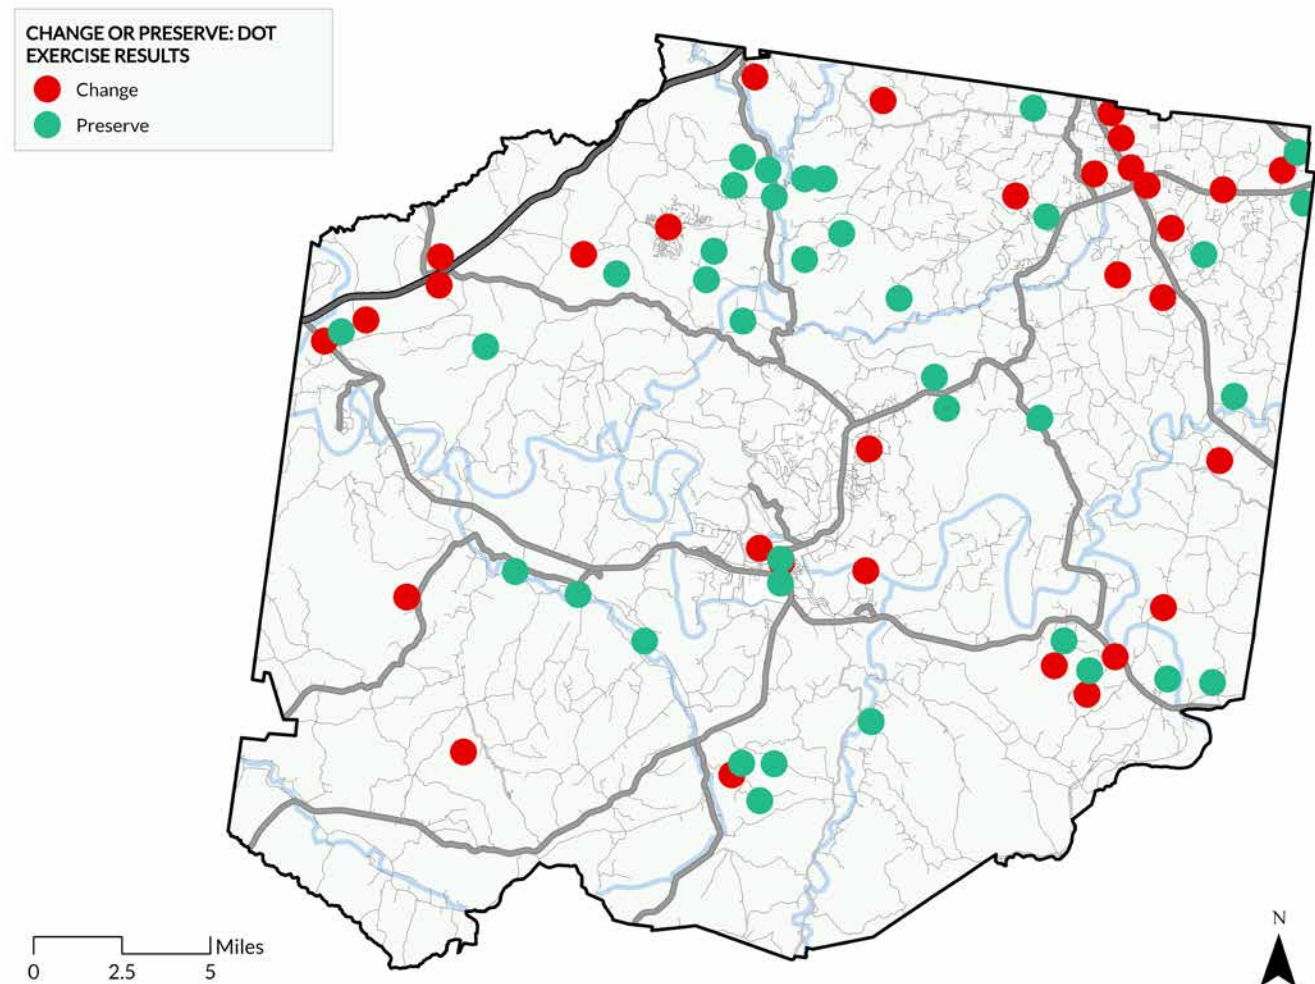 CHANGE OR PRESERVE: DOT
EXERCISE RESULTS
Change
Preserve
Miles
0 2.5 5
N